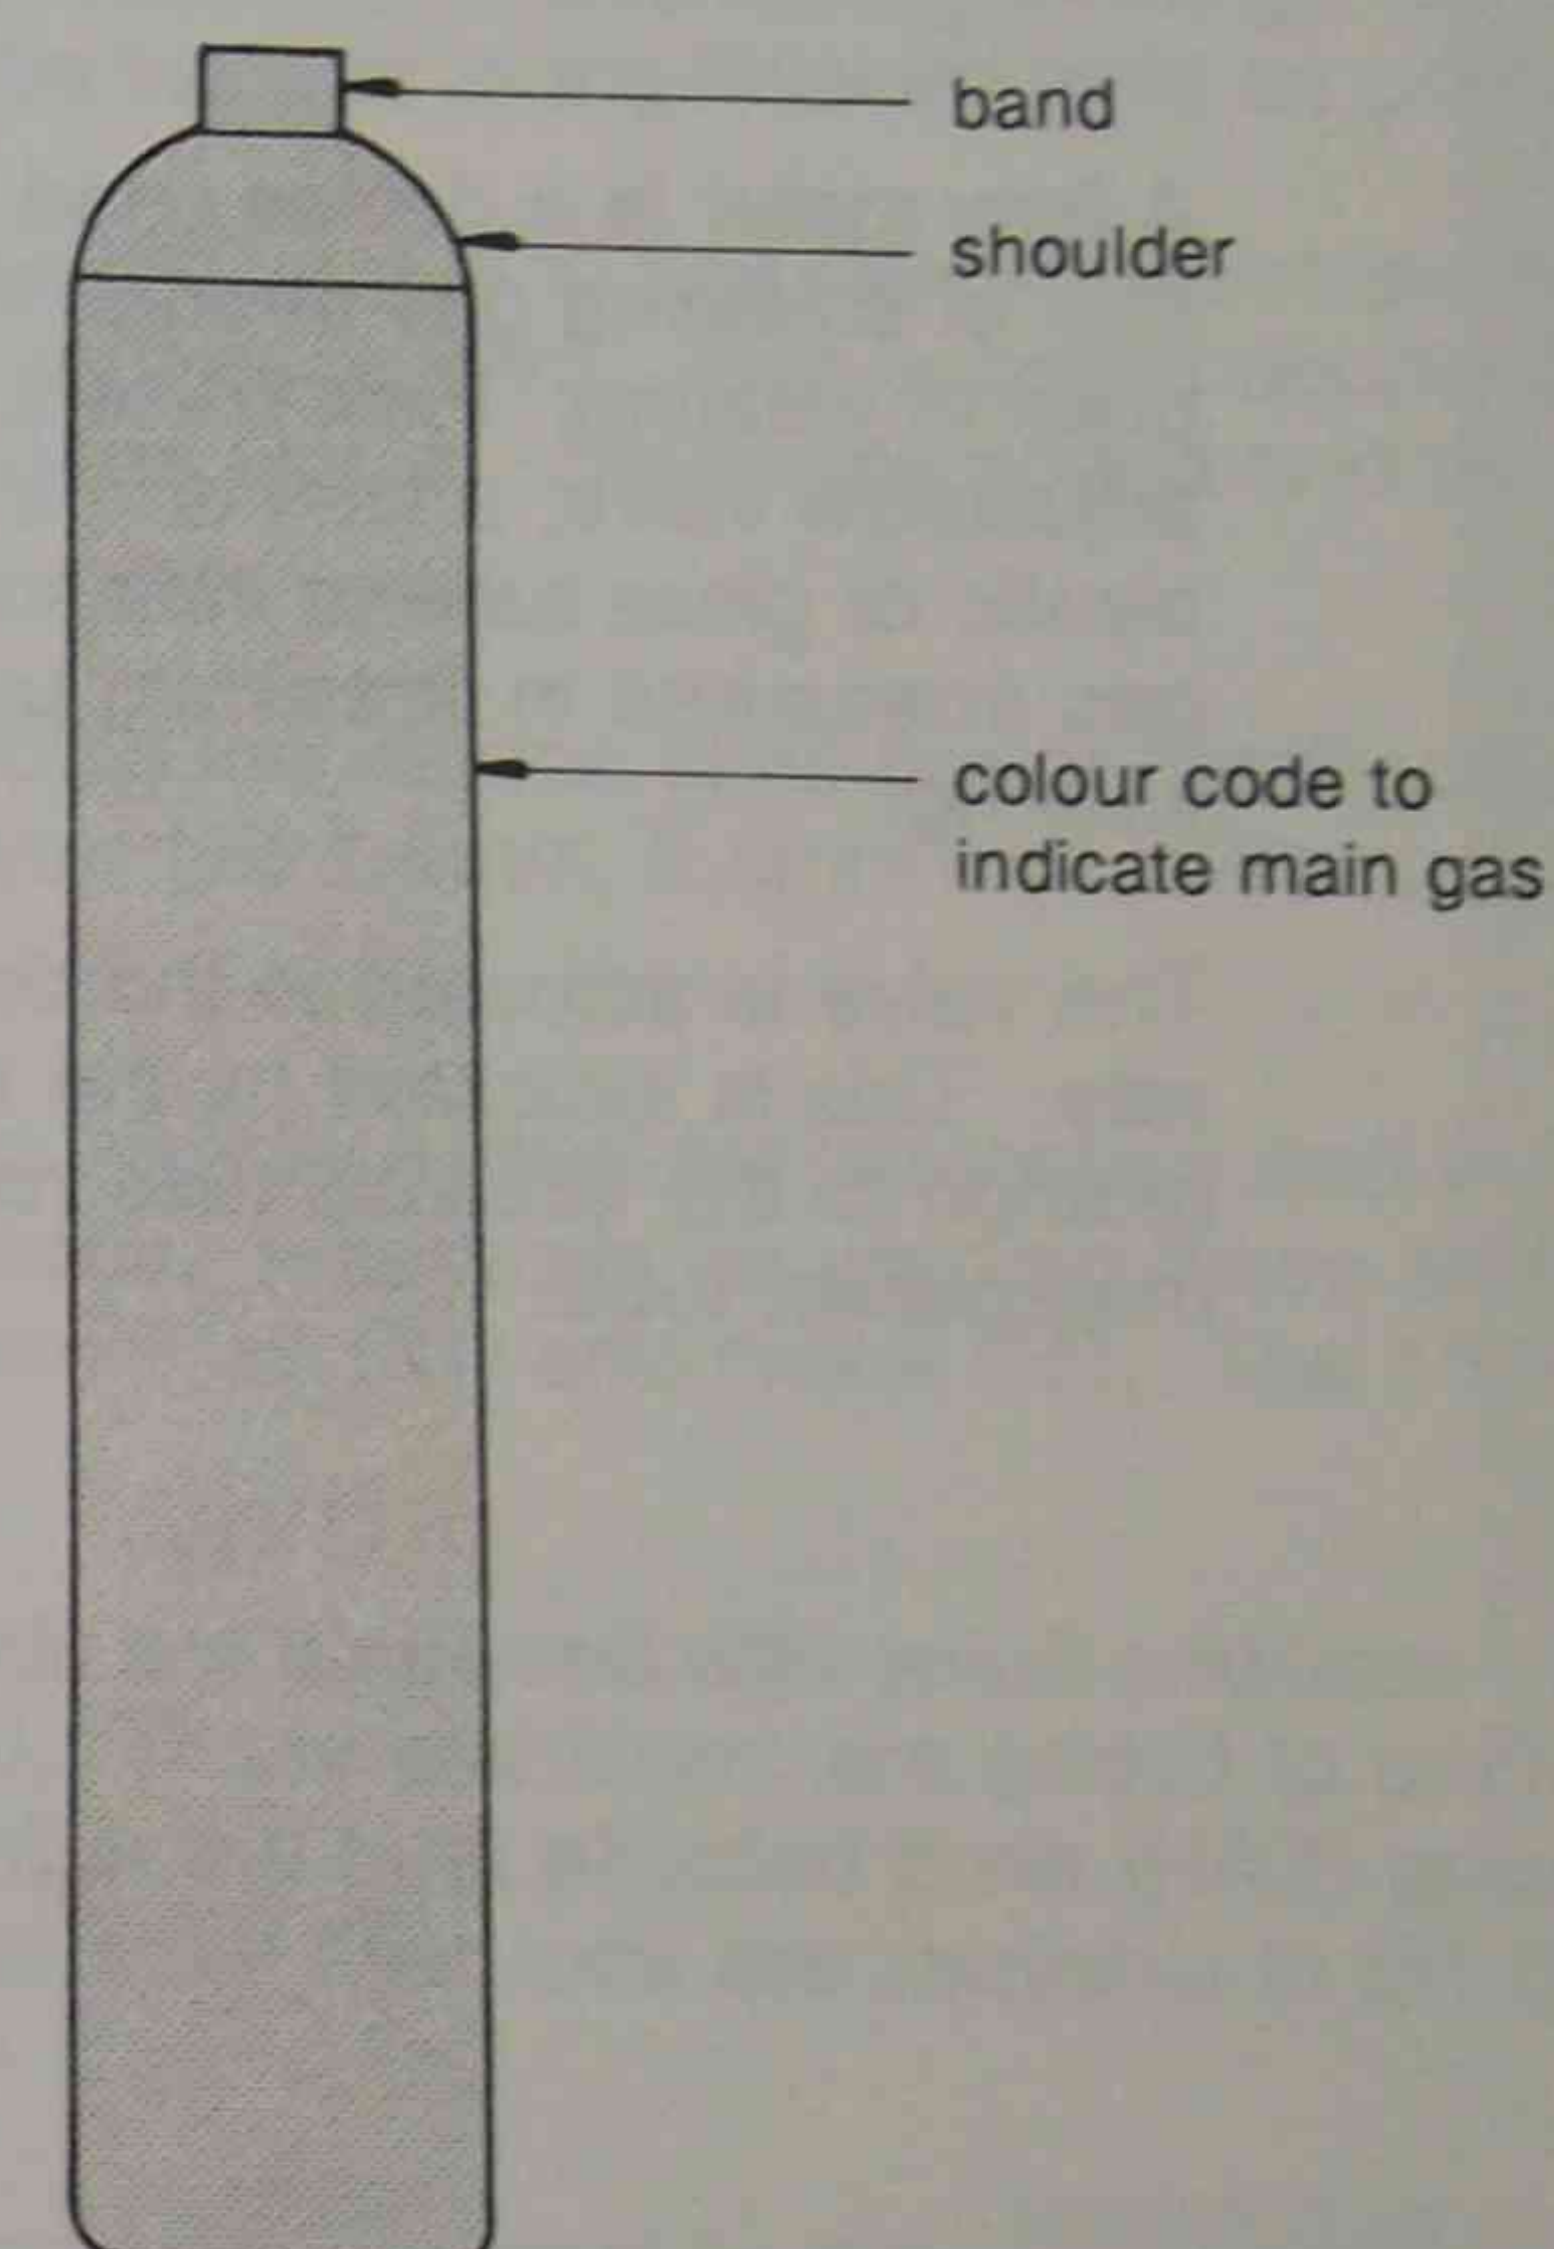 band
shoulder
colour code to
indicate main gas